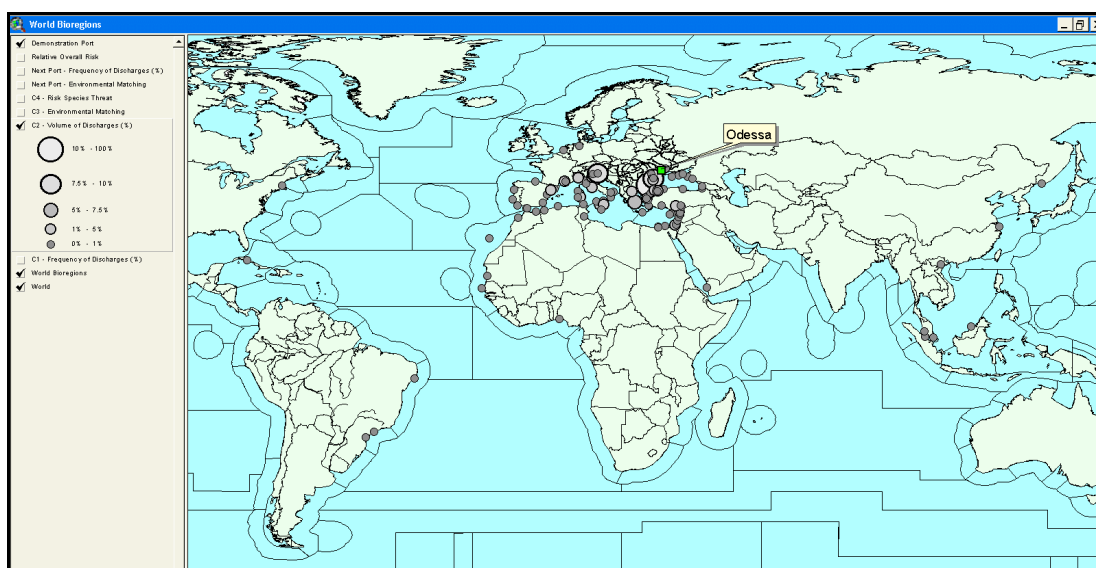 World Bioregions
Demonstration Port
Relative Overall Risk
Next Port - Frequency of Discharges (%)
Next Port - Environmental Matching
C4 - Risk Species Threat
C3 - Environmental Matching
C2 - Volume of Discharges (%)
10% - 100%
7.5% - 10%
5% - 7.5%
1% - 5%
0% - 1%
C1 - Frequency of Discharges (%)
World Bioregions
World
Odessa